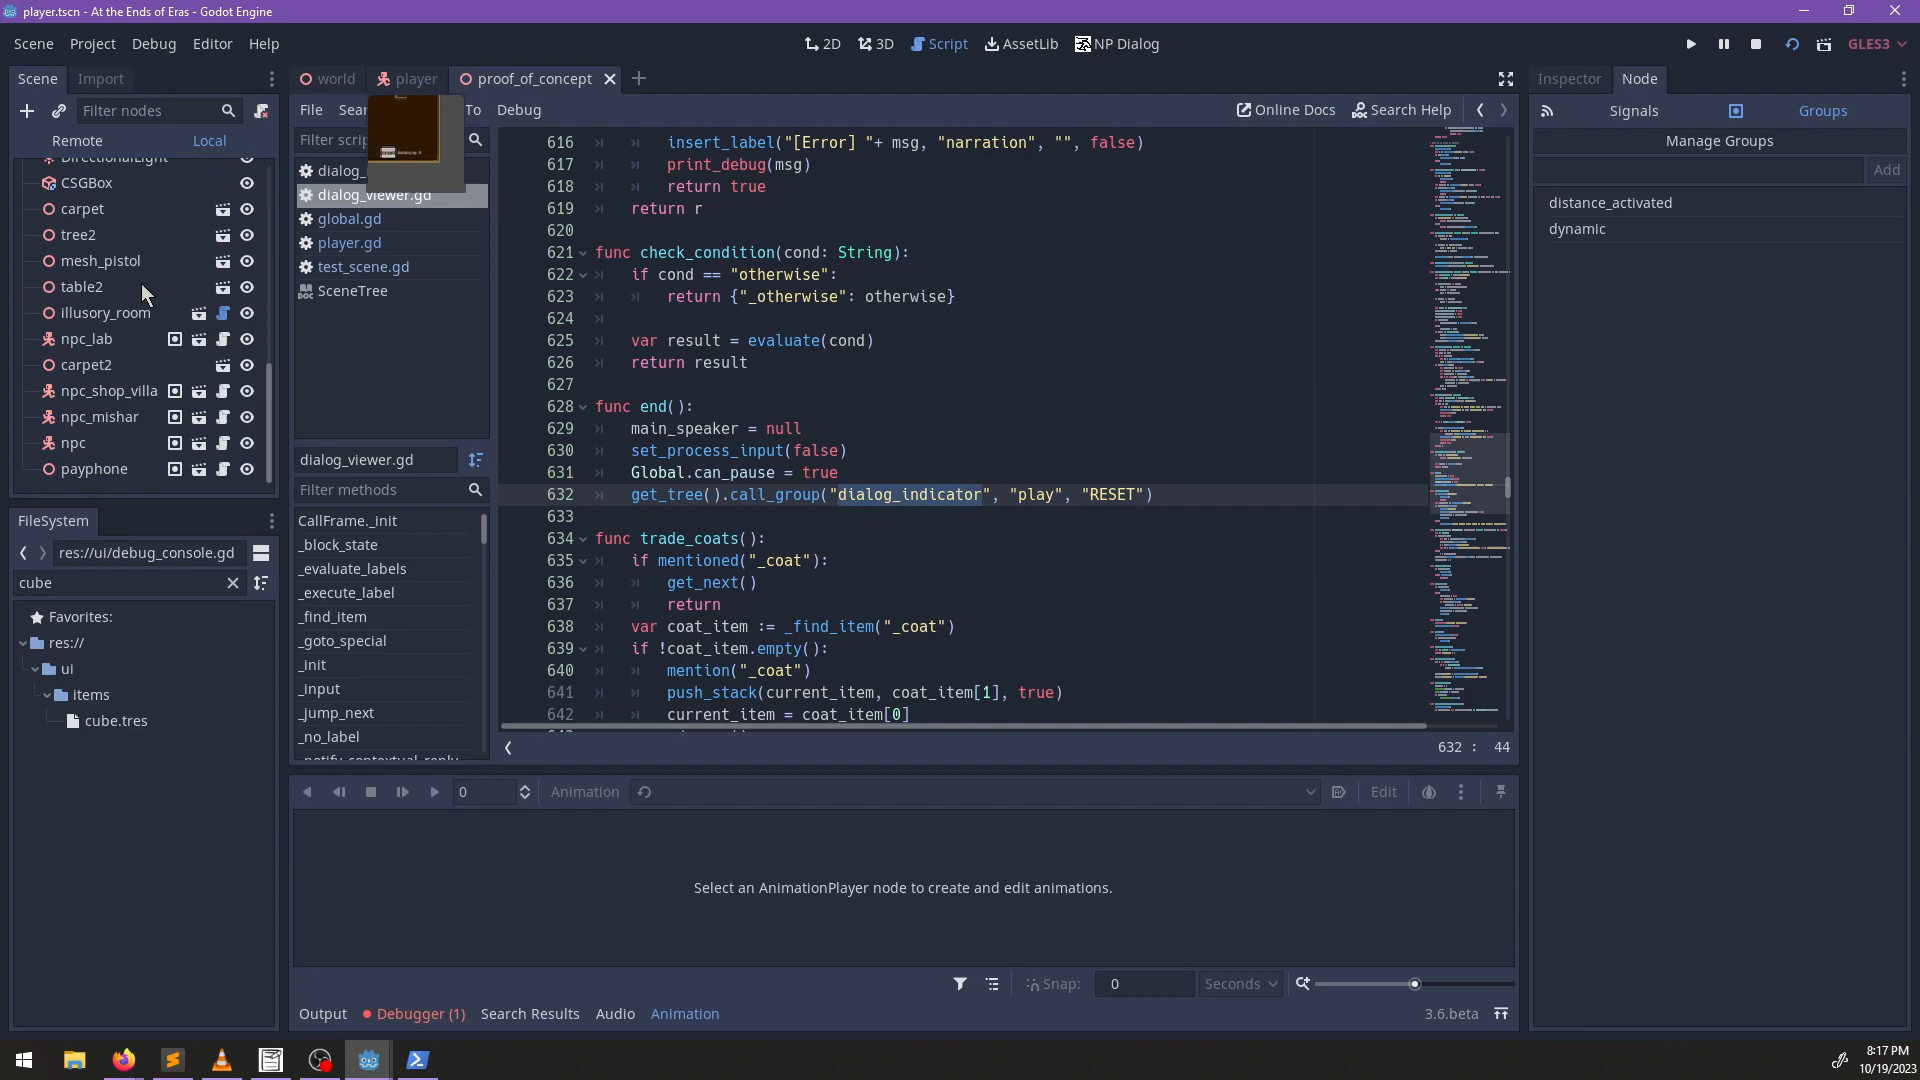 player.tscn - At the Ends of Eras - Godot Engine
Scene Project Debug Editor Help
2D 3D Script AssetLib NP Dialog
GLES3
Scene Import
world player proof_of_concept
Inspector Node
Filter nodes
File Sear To Debug
Online Docs Search Help
Signals Groups
Remote Local
Filter scrip
Manage Groups
Add
DirectionalLight
CSGBox
carpet
tree2
mesh_pistol
table2
illusory_room
npc_lab
carpet2
npc_shop_villa
npc_mishar
npc
payphone
dialog_
dialog_viewer.gd
global.gd
player.gd
test_scene.gd
SceneTree
dialog_viewer.gd
Filter methods
CallFrame._init
_block_state
_evaluate_labels
_execute_label
_find_item
_goto_special
_init
_input
_jump_next
_no_label
_notify_contextual_reply
616 insert_label("[Error] "+ msg, "narration", "", false)
617 print_debug(msg)
618 return true
619 return r
620
621 func check_condition(cond: String):
622 if cond == "otherwise":
623 return {"_otherwise": otherwise}
624
625 var result = evaluate(cond)
626 return result
627
628 func end():
629 main_speaker = null
630 set_process_input(false)
631 Global.can_pause = true
632 get_tree().call_group("dialog_indicator", "play", "RESET")
633
634 func trade_coats():
635 if mentioned("_coat"):
636 get_next()
637 return
638 var coat_item := _find_item("_coat")
639 if !coat_item.empty():
640 mention("_coat")
641 push_stack(current_item, coat_item[1], true)
642 current_item = coat_item[0]
632 : 44
distance_activated
dynamic
FileSystem
res://ui/debug_console.gd
cube
Favorites:
res://
ui
items
cube.tres
0 Animation Edit
Select an AnimationPlayer node to create and edit animations.
Snap: 0 Seconds
Output Debugger (1) Search Results Audio Animation
3.6.beta
8:17 PM
10/19/2023